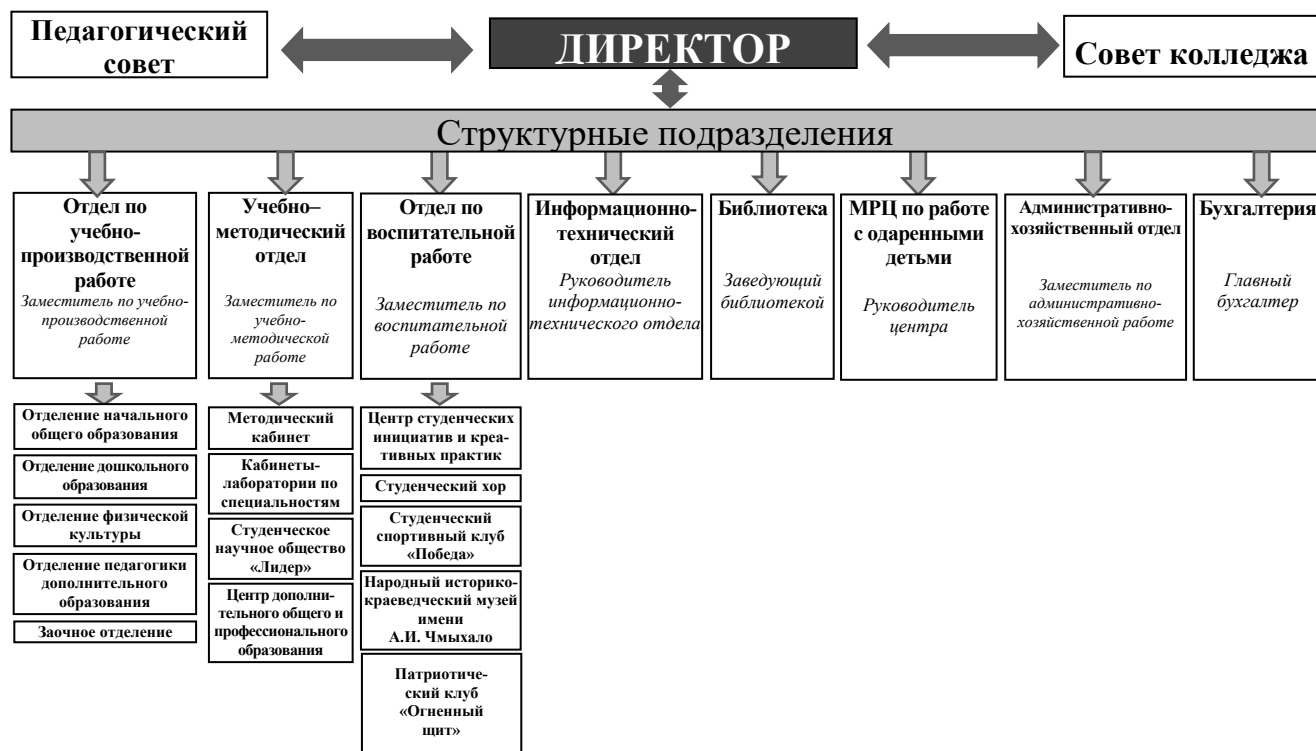 Педагогический
совет
ДИРЕКТОР
Совет колледжа
Структурные подразделения
Отдел по
учебно-
производственной
работе
Заместитель по учебно-
производственной
работе
Учебно–
методический
отдел
Заместитель по
учебно-
методической
работе
Отдел по
воспитательной
работе
Заместитель по
воспитательной
работе
Информационно-
технический
отдел
Руководитель
информационно-
технического отдела
Библиотека
Заведующий
библиотекой
МРЦ по работе
с одаренными
детьми
Руководитель
центра
Административно-
хозяйственный отдел
Заместитель по
административно-
хозяйственной работе
Бухгалтерия
Главный
бухгалтер
Отделение начального
общего образования
Отделение дошкольного
образования
Отделение физической
культуры
Отделение педагогики
дополнительного
образования
Заочное отделение
Методический
кабинет
Кабинеты-
лаборатории по
специальностям
Студенческое
научное общество
«Лидер»
Центр дополни-
тельного общего и
профессионального
образования
Центр студенческих
инициатив и креа-
тивных практик
Студенческий хор
Студенческий
спортивный клуб
«Победа»
Народный историко-
краеведческий музей
имени
А.И. Чмыхало
Патриотиче-
ский клуб
«Огненный
щит»